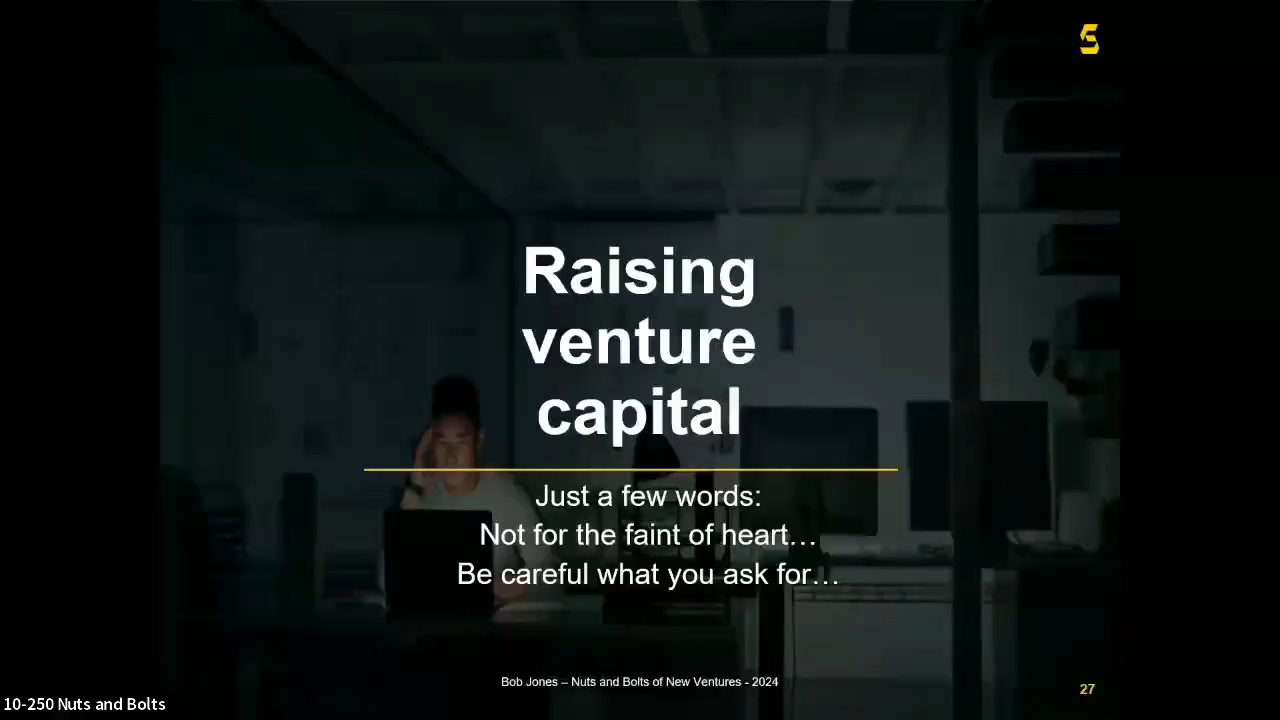 Raising
venture
capital
Just a few words:
Not for the faint of heart…
Be careful what you ask for…
Bob Jones – Nuts and Bolts of New Ventures - 2024
27
10-250 Nuts and Bolts